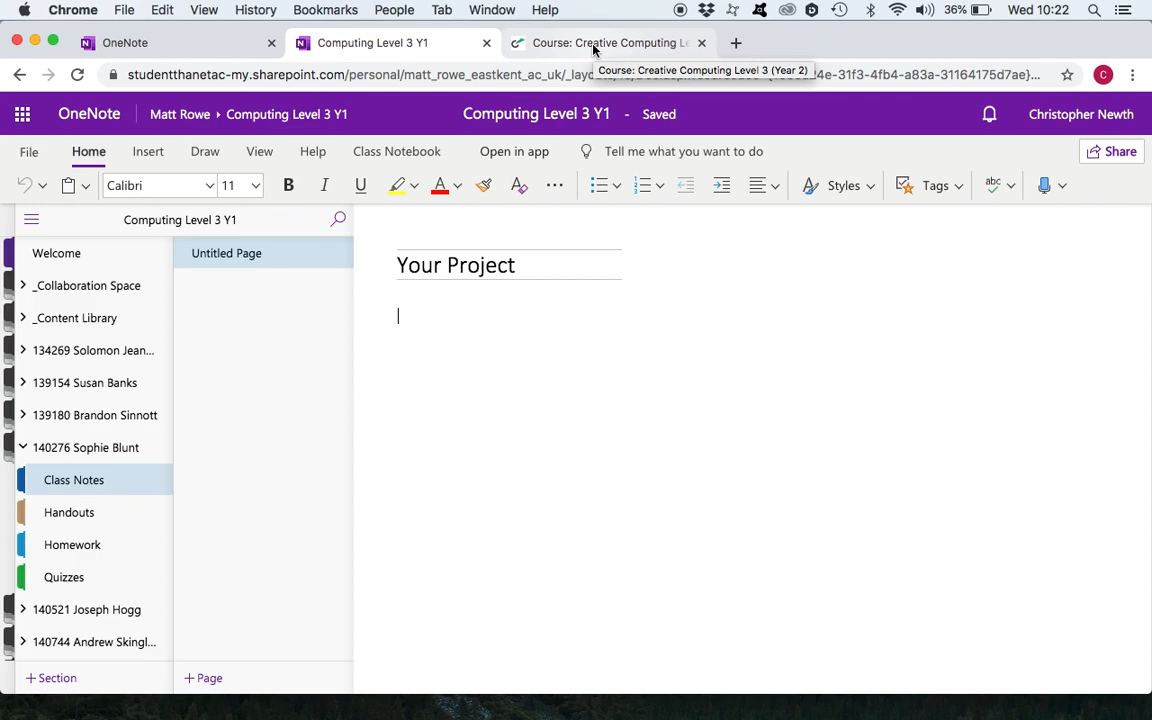 Chrome File Edit View History Bookmarks People Tab Window Help 36% Wed 10:22
OneNote Computing Level 3 Y1 Course: Creative Computing Le
studentthanetac-my.sharepoint.com/personal/matt_rowe_eastkent_ac_uk/_layo 4e-31f3-4fb4-a83a-31164175d7ae}... C
Course: Creative Computing Level 3 (Year 2)
OneNote Matt Rowe › Computing Level 3 Y1 Computing Level 3 Y1 - Saved Christopher Newth
File Home Insert Draw View Help Class Notebook Open in app Tell me what you want to do Share
Calibri 11 B I U A A ... Styles Tags abc
Computing Level 3 Y1
Welcome
_Collaboration Space
_Content Library
134269 Solomon Jean...
139154 Susan Banks
139180 Brandon Sinnott
140276 Sophie Blunt
Class Notes
Handouts
Homework
Quizzes
140521 Joseph Hogg
140744 Andrew Skingl...
+ Section
Untitled Page
+ Page
Your Project